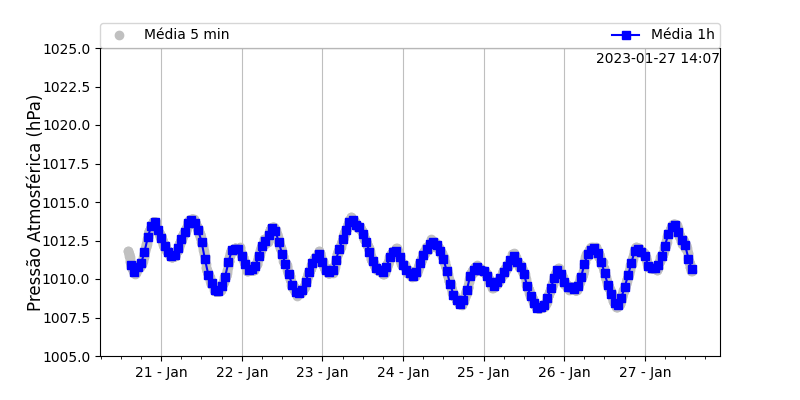 Média 5 min
Média 1h
2023-01-27 14:07
Pressão Atmosférica (hPa)
1025.0
1022.5
1020.0
1017.5
1015.0
1012.5
1010.0
1007.5
1005.0
21 - Jan
22 - Jan
23 - Jan
24 - Jan
25 - Jan
26 - Jan
27 - Jan